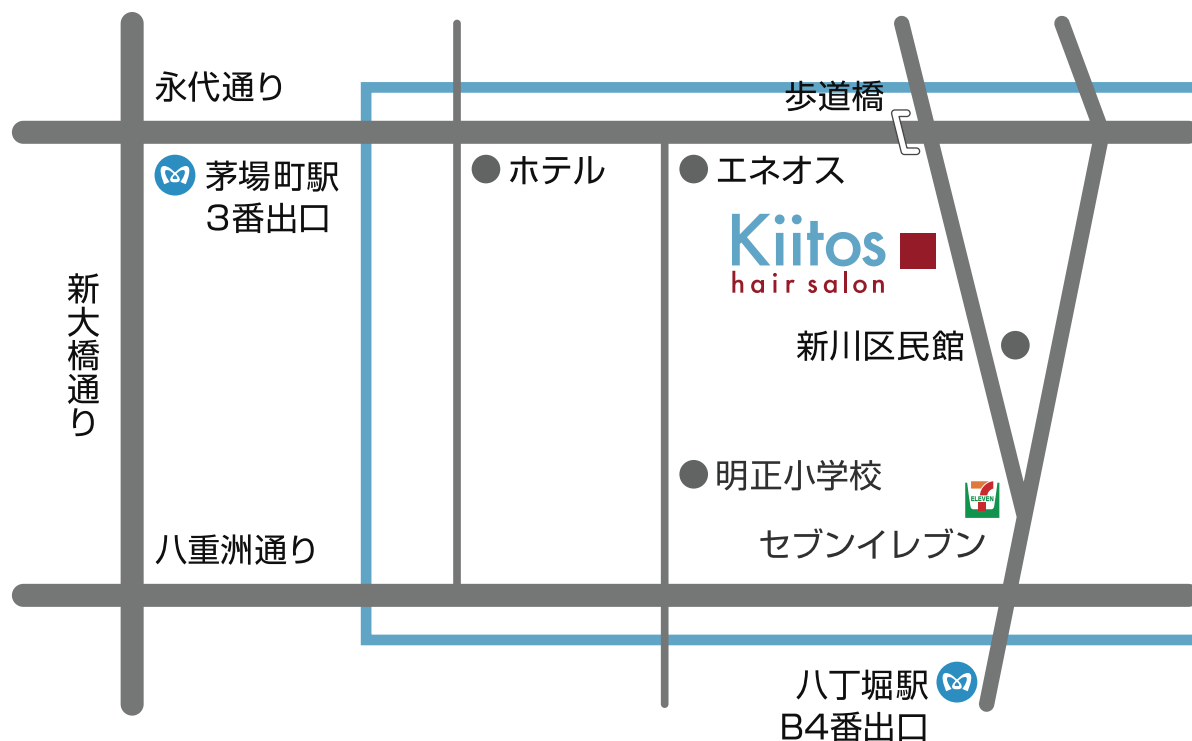 永代通り
歩道橋
茅場町駅
3番出口
ホテル
エネオス
Kiitos
hair salon
新大橋通り
新川区民館
明正小学校
7
ELEVEN
セブンイレブン
八重洲通り
八丁堀駅
B4番出口